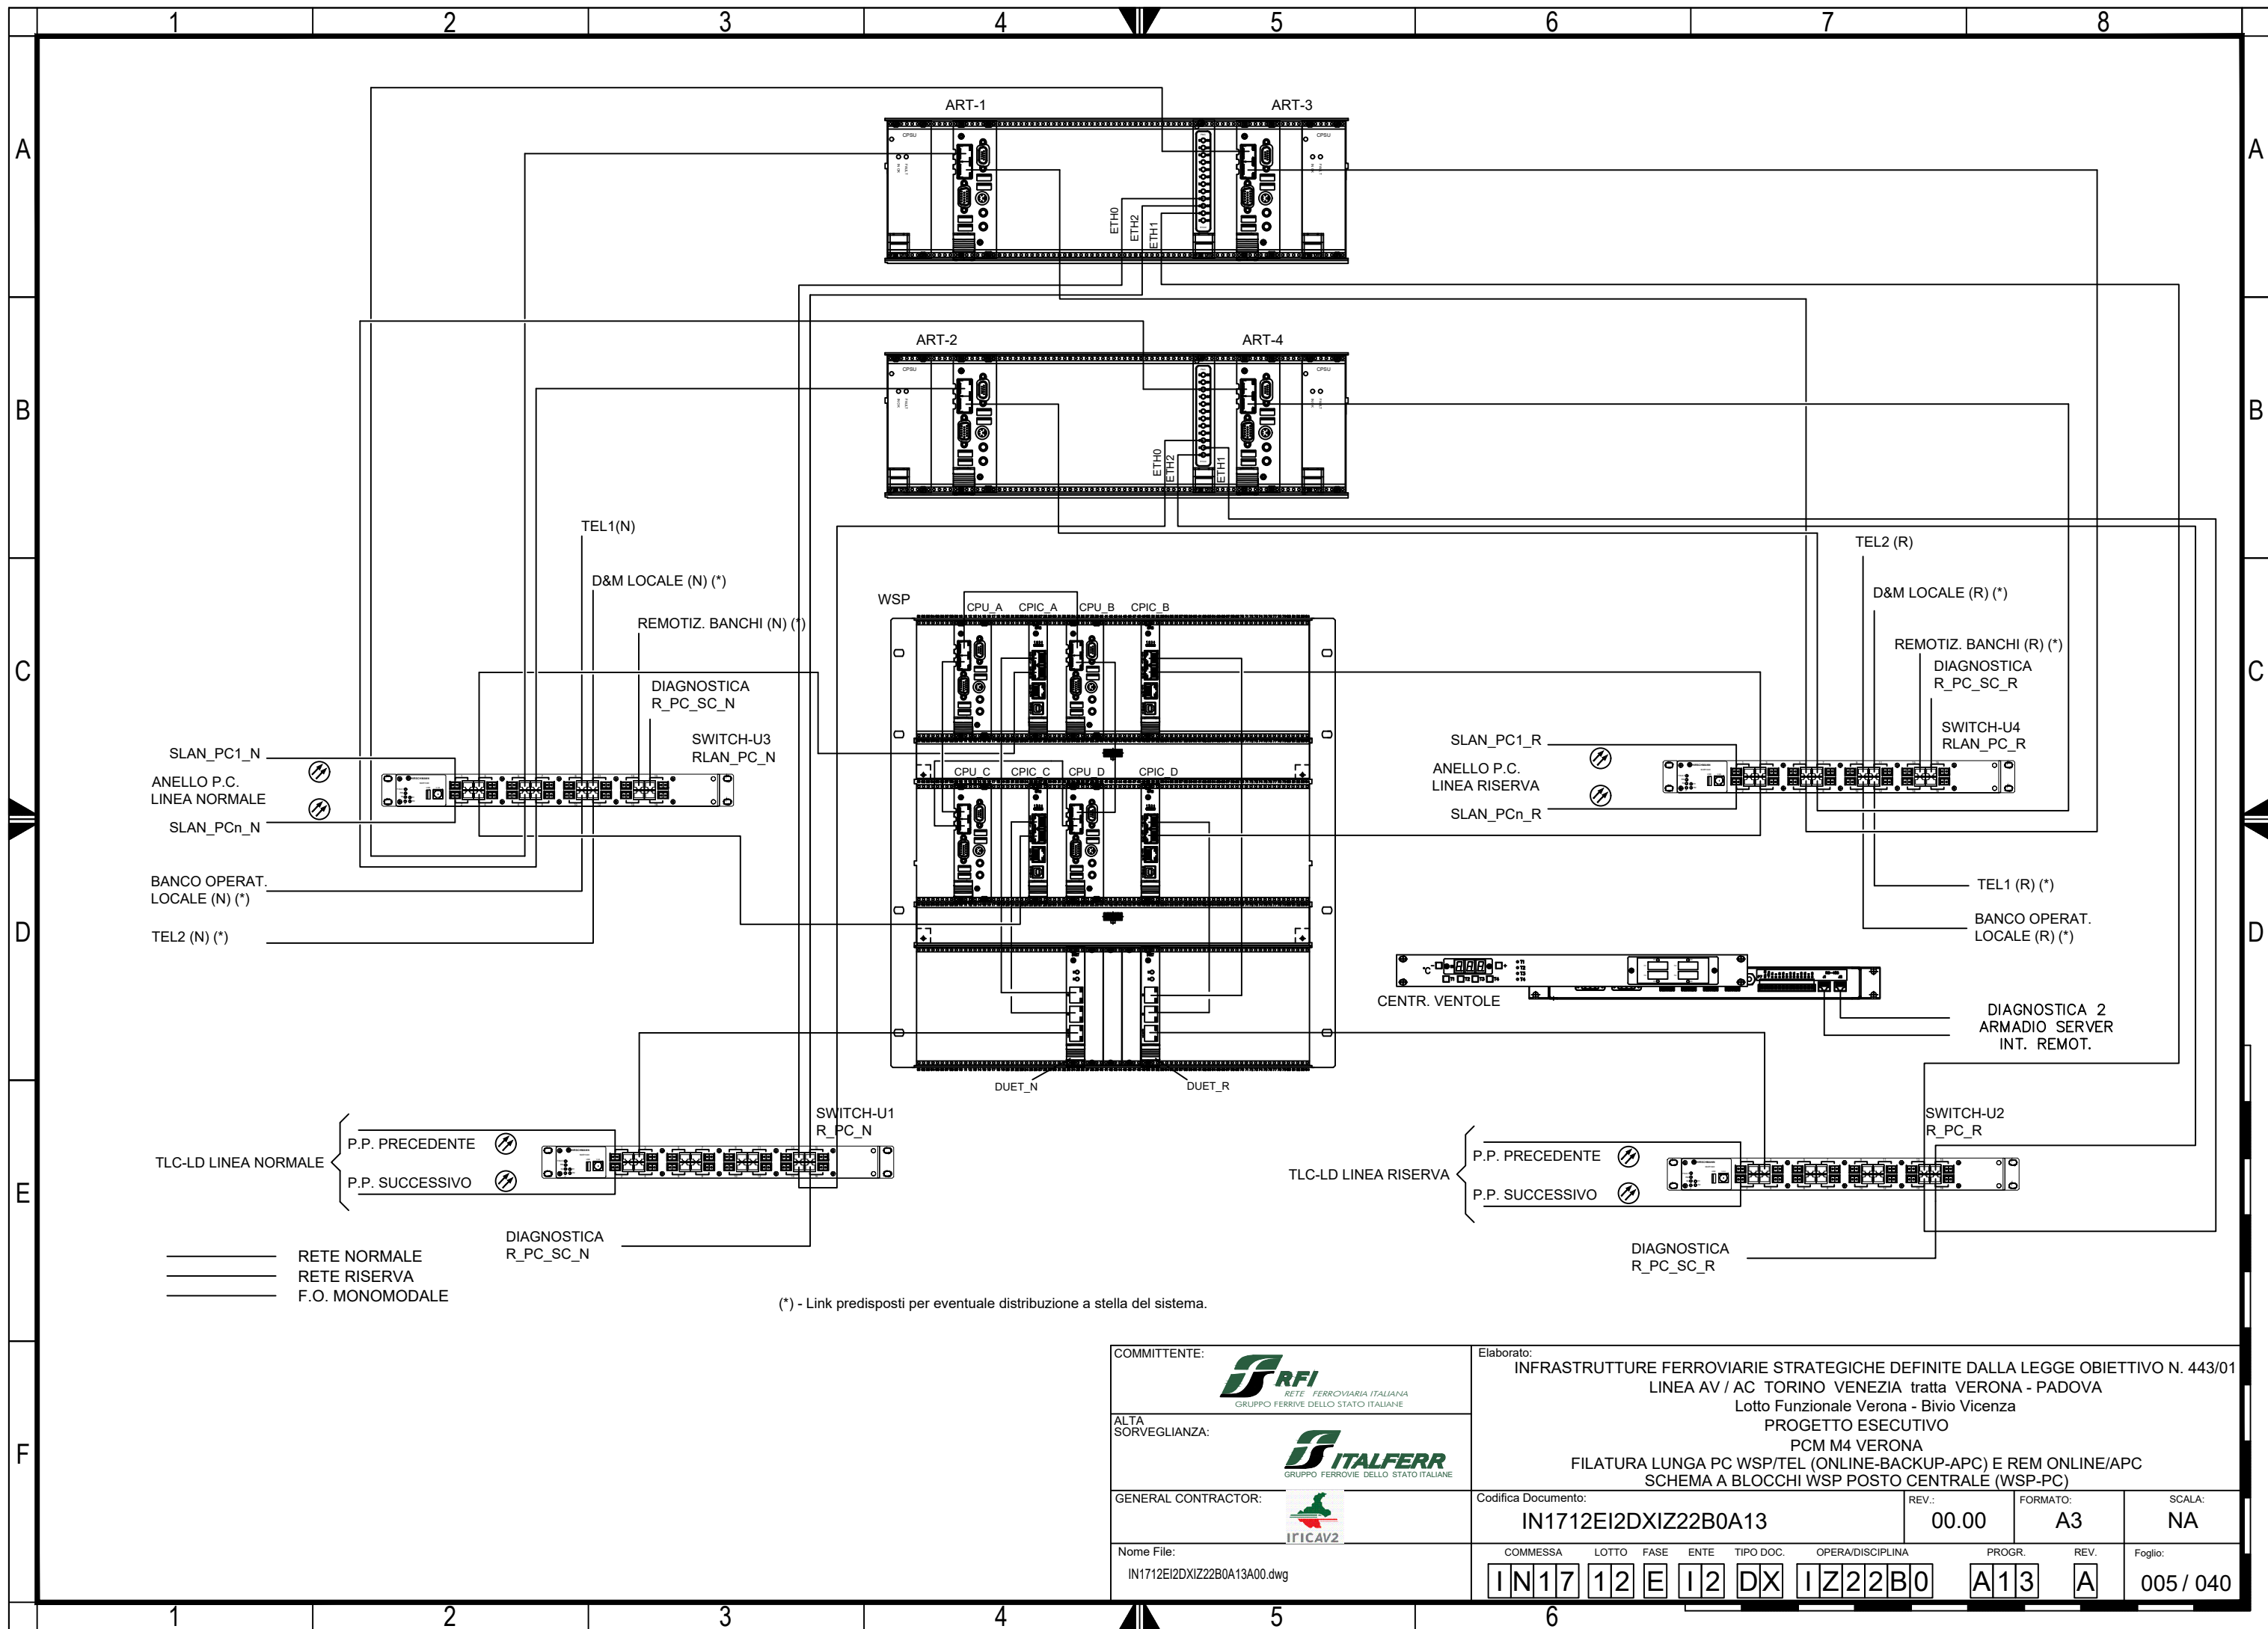 1 2 3 4 5 6 7 8
A
A
B
B
C
C
D
D
E
E
F
F
ART-1
ART-3
CPSU
CPSU
FAULT
FAULT
ETH0
ETH2
ETH1
ART-2
ART-4
CPSU
CPSU
FAULT
FAULT
ETH0
ETH2
ETH1
TEL1(N)
D&M LOCALE (N) (*)
REMOTIZ. BANCHI (N) (*)
DIAGNOSTICA
R_PC_SC_N
SWITCH-U3
RLAN_PC_N
SLAN_PC1_N
ANELLO P.C.
LINEA NORMALE
SLAN_PCn_N
BANCO OPERAT.
LOCALE (N) (*)
TEL2 (N) (*)
WSP
CPU_A
CPIC_A
CPU_B
CPIC_B
CPU_C
CPIC_C
CPU_D
CPIC_D
DUET_N
DUET_R
TEL2 (R)
D&M LOCALE (R) (*)
REMOTIZ. BANCHI (R) (*)
DIAGNOSTICA
R_PC_SC_R
SWITCH-U4
RLAN_PC_R
SLAN_PC1_R
ANELLO P.C.
LINEA RISERVA
SLAN_PCn_R
TEL1 (R) (*)
BANCO OPERAT.
LOCALE (R) (*)
°C
CENTR. VENTOLE
DIAGNOSTICA 2
ARMADIO SERVER
INT. REMOT.
SWITCH-U1
R_PC_N
TLC-LD LINEA NORMALE
P.P. PRECEDENTE
P.P. SUCCESSIVO
DIAGNOSTICA
R_PC_SC_N
SWITCH-U2
R_PC_R
TLC-LD LINEA RISERVA
P.P. PRECEDENTE
P.P. SUCCESSIVO
DIAGNOSTICA
R_PC_SC_R
RETE NORMALE
RETE RISERVA
F.O. MONOMODALE
(*) - Link predisposti per eventuale distribuzione a stella del sistema.
COMMITTENTE:
RFI
RETE FERROVIARIA ITALIANA
GRUPPO FERRIVE DELLO STATO ITALIANE
ALTA
SORVEGLIANZA:
ITALFERR
GRUPPO FERROVIE DELLO STATO ITALIANE
GENERAL CONTRACTOR:
IrICAV2
Nome File:
IN1712EI2DXIZ22B0A13A00.dwg
Elaborato:
INFRASTRUTTURE FERROVIARIE STRATEGICHE DEFINITE DALLA LEGGE OBIETTIVO N. 443/01
LINEA AV / AC TORINO VENEZIA tratta VERONA - PADOVA
Lotto Funzionale Verona - Bivio Vicenza
PROGETTO ESECUTIVO
PCM M4 VERONA
FILATURA LUNGA PC WSP/TEL (ONLINE-BACKUP-APC) E REM ONLINE/APC
SCHEMA A BLOCCHI WSP POSTO CENTRALE (WSP-PC)
Codifica Documento:
IN1712EI2DXIZ22B0A13
REV.:
00.00
FORMATO:
A3
SCALA:
NA
COMMESSA LOTTO FASE ENTE TIPO DOC. OPERA/DISCIPLINA PROGR. REV.
IN17 12 E I2 DX IZ22B0 A13 A
Foglio:
005 / 040
1 2 3 4 5 6